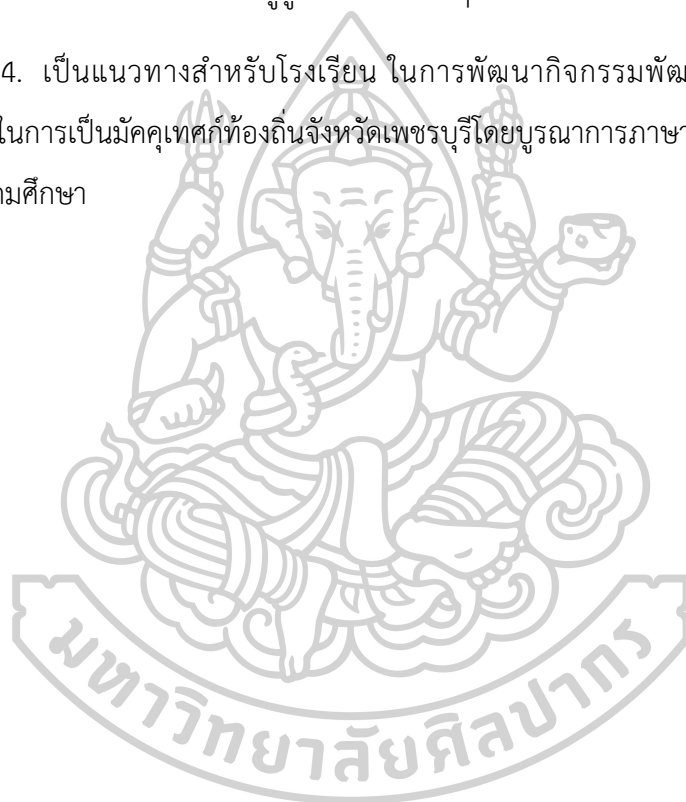 4. เป็นแนวทางสำหรับโรงเรียน ในการพัฒนากิจกรรมพัฒ
ในการเป็นมัคคุเทศก์ท้องถิ่นจังหวัดเพชรบุรีโดยบูรณาการภาษา
ามศึกษา
มหาวิทยาลัยศิลปากร